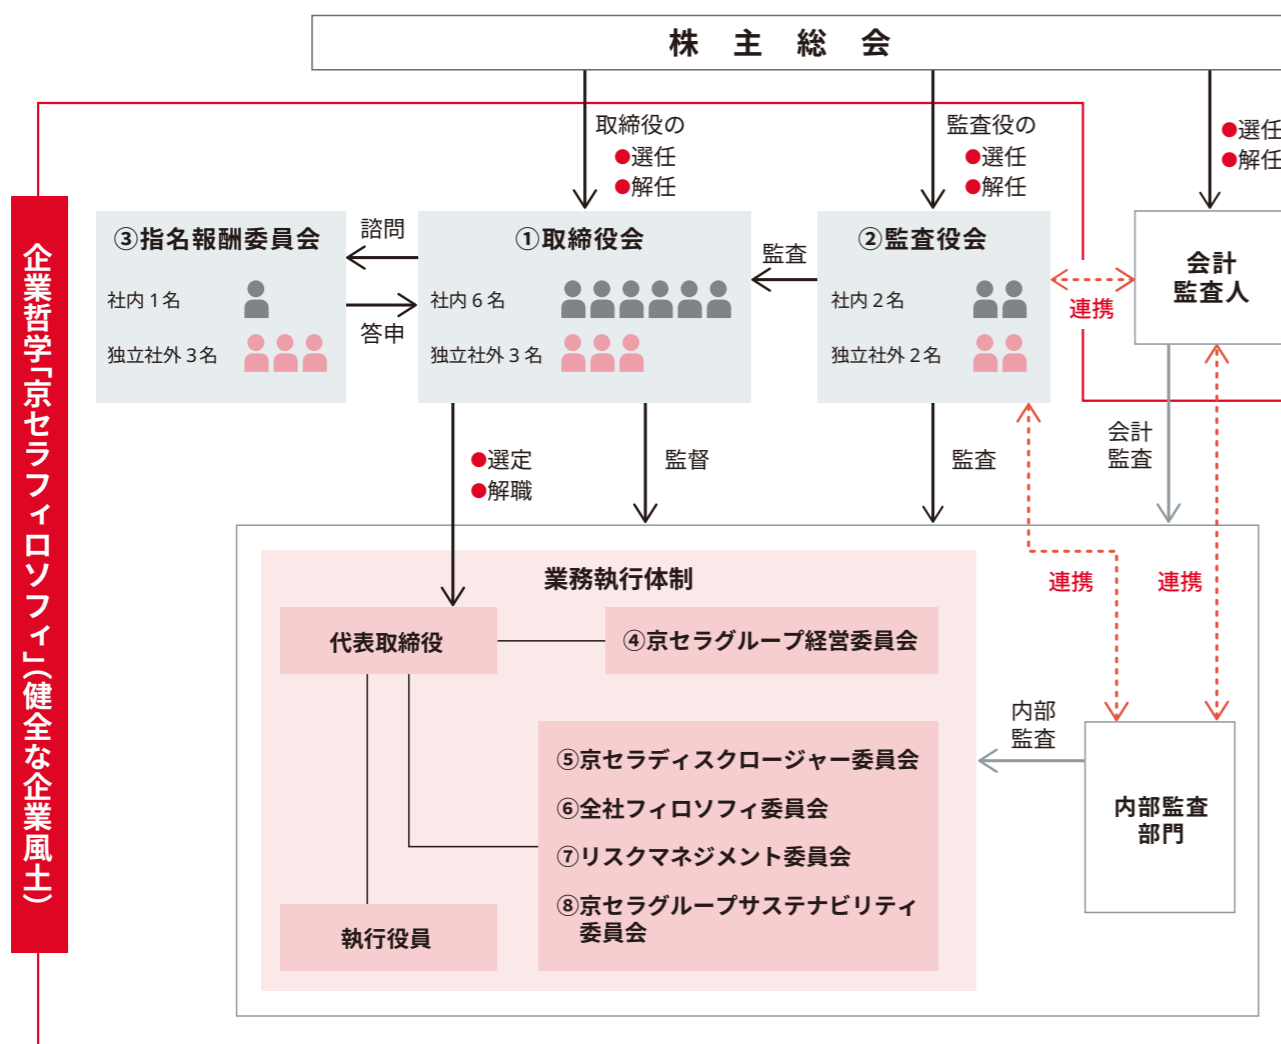 株 主 総 会
取締役の
●選任
●解任
監査役の
●選任
●解任
●選任
●解任
企業哲学「京セラフィロソフィ」(健全な企業風土)
③指名報酬委員会
社内 1 名
独立社外 3 名
諮問
答申
①取締役会
社内 6 名
独立社外 3 名
監査
②監査役会
社内 2 名
独立社外 2 名
連携
会計
監査人
●選定
●解職
監督
監査
会計
監査
業務執行体制
連携
連携
代表取締役
④京セラグループ経営委員会
内部
監査
⑤京セラディスクロージャー委員会
⑥全社フィロソフィ委員会
⑦リスクマネジメント委員会
⑧京セラグループサステナビリティ
委員会
内部監査
部門
執行役員